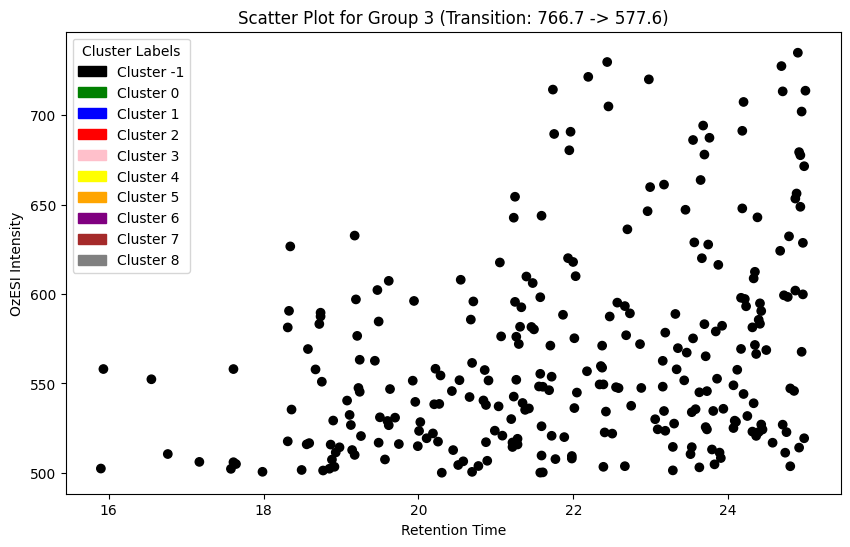 Scatter Plot for Group 3 (Transition: 766.7 -> 577.6)
Cluster Labels
Cluster -1
Cluster 0
Cluster 1
Cluster 2
Cluster 3
Cluster 4
Cluster 5
Cluster 6
Cluster 7
Cluster 8
OzESI Intensity
700
650
600
550
500
16 18 20 22 24
Retention Time